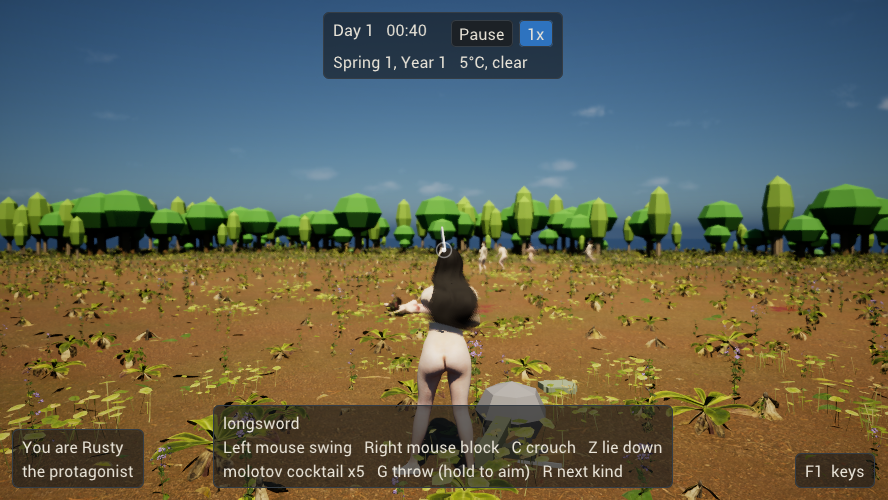 Day 1 00:40 Pause 1x
Spring 1, Year 1 5°C, clear
longsword
Left mouse swing Right mouse block C crouch Z lie down
molotov cocktail x5 G throw (hold to aim) R next kind
You are Rusty
the protagonist
F1 keys